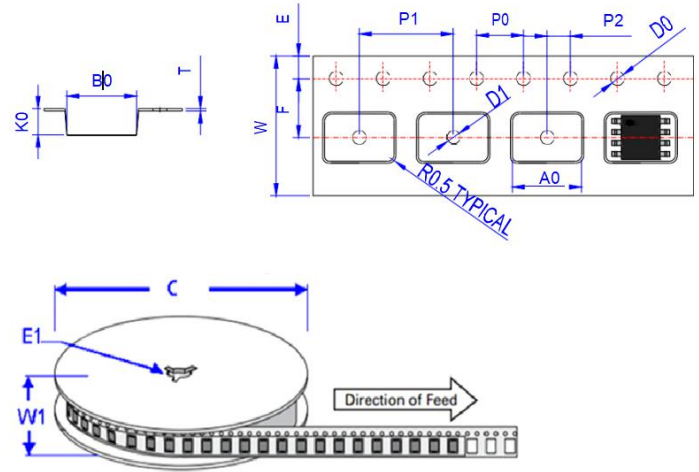 E
P1
P0
P2
D0
T
B0
K0
W
F
D1
A0
R0.5 TYPICAL
C
E1
W1
Direction of Feed